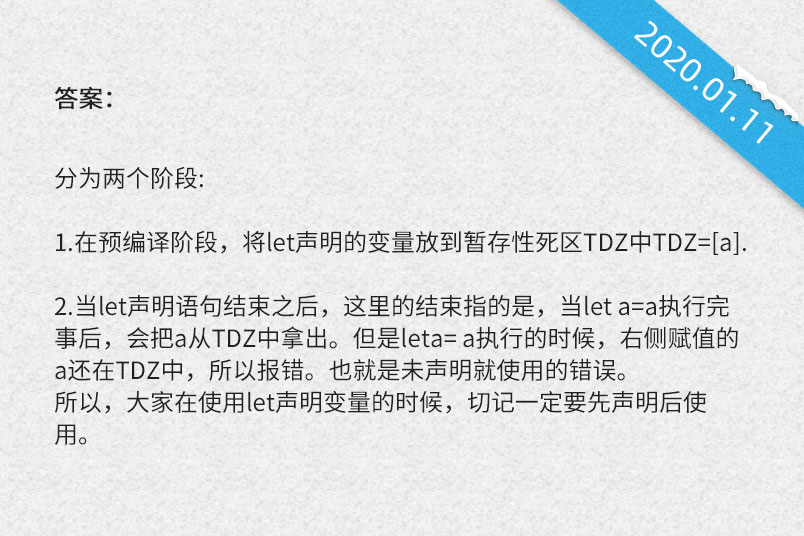 2020.01.11
答案：
分为两个阶段:
1.在预编译阶段，将let声明的变量放到暂存性死区TDZ中TDZ=[a].
2.当let声明语句结束之后，这里的结束指的是，当let a=a执行完
事后，会把a从TDZ中拿出。但是leta= a执行的时候，右侧赋值的
a还在TDZ中，所以报错。也就是未声明就使用的错误。
所以，大家在使用let声明变量的时候，切记一定要先声明后使
用。